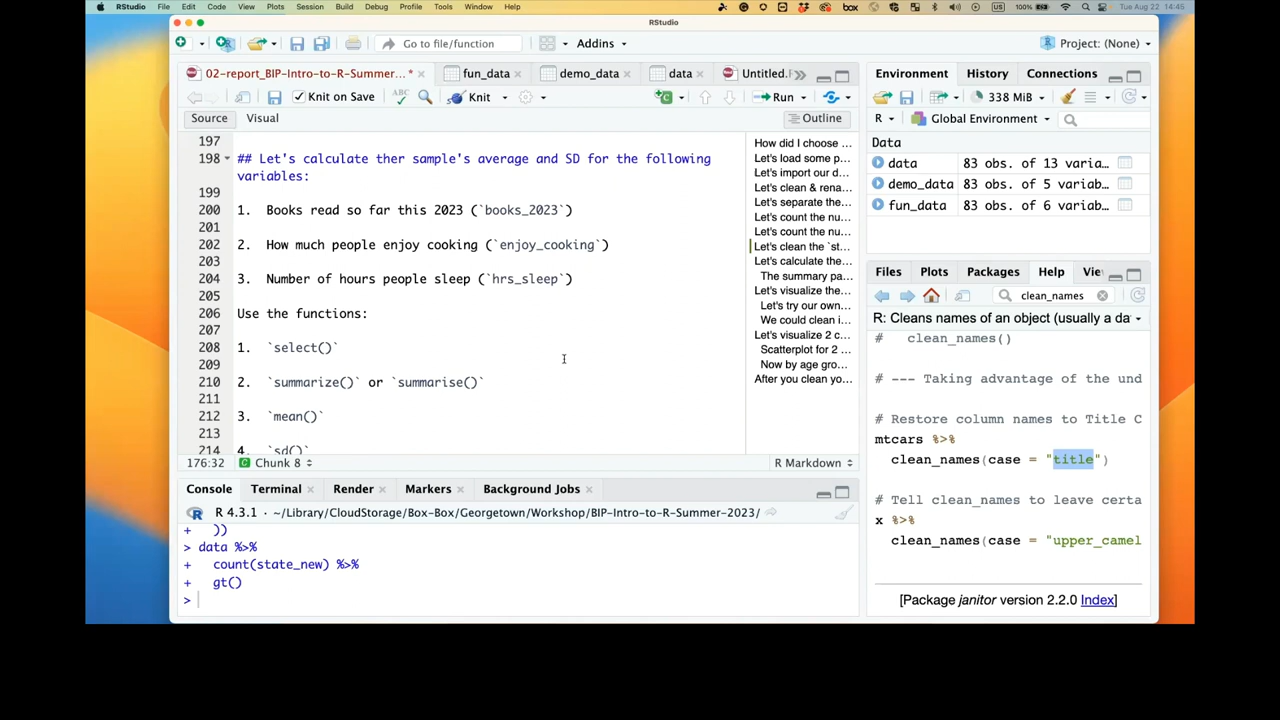 RStudio File Edit Code View Plots Session Build Debug Profile Tools Window Help box US 100% Tue Aug 22 14:45
RStudio
Go to file/function Addins Project: (None)
02-report_BIP-Intro-to-R-Summer...* fun_data demo_data data Untitled.F
Knit on Save ABC Knit Run
Source Visual Outline
197
198 ## Let's calculate ther sample's average and SD for the following
variables:
199
200 1. Books read so far this 2023 (`books_2023`)
201
202 2. How much people enjoy cooking (`enjoy_cooking`)
203
204 3. Number of hours people sleep (`hrs_sleep`)
205
206 Use the functions:
207
208 1. `select()`
209
210 2. `summarize()` or `summarise()`
211
212 3. `mean()`
213
214 4. `sd()`
How did I choose ...
Let's load some p...
Let's import our d...
Let's clean & rena...
Let's separate the...
Let's count the nu...
Let's count the nu...
Let's clean the `st...
Let's calculate the...
The summary pa...
Let's visualize the...
Let's try our own...
We could clean i...
Let's visualize 2 c...
Scatterplot for 2 ...
Now by age gro...
After you clean yo...
176:32 Chunk 8 R Markdown
Console Terminal Render Markers Background Jobs
R 4.3.1 · ~/Library/CloudStorage/Box-Box/Georgetown/Workshop/BIP-Intro-to-R-Summer-2023/
+ ))
> data %>%
+ count(state_new) %>%
+ gt()
>
Environment History Connections
338 MiB
R Global Environment
Data
data 83 obs. of 13 varia...
demo_data 83 obs. of 5 variab...
fun_data 83 obs. of 6 variab...
Files Plots Packages Help Vie
clean_names
R: Cleans names of an object (usually a da
# clean_names()
# --- Taking advantage of the und
# Restore column names to Title C
mtcars %>%
clean_names(case = "title")
# Tell clean_names to leave certa
x %>%
clean_names(case = "upper_camel
[Package janitor version 2.2.0 Index]